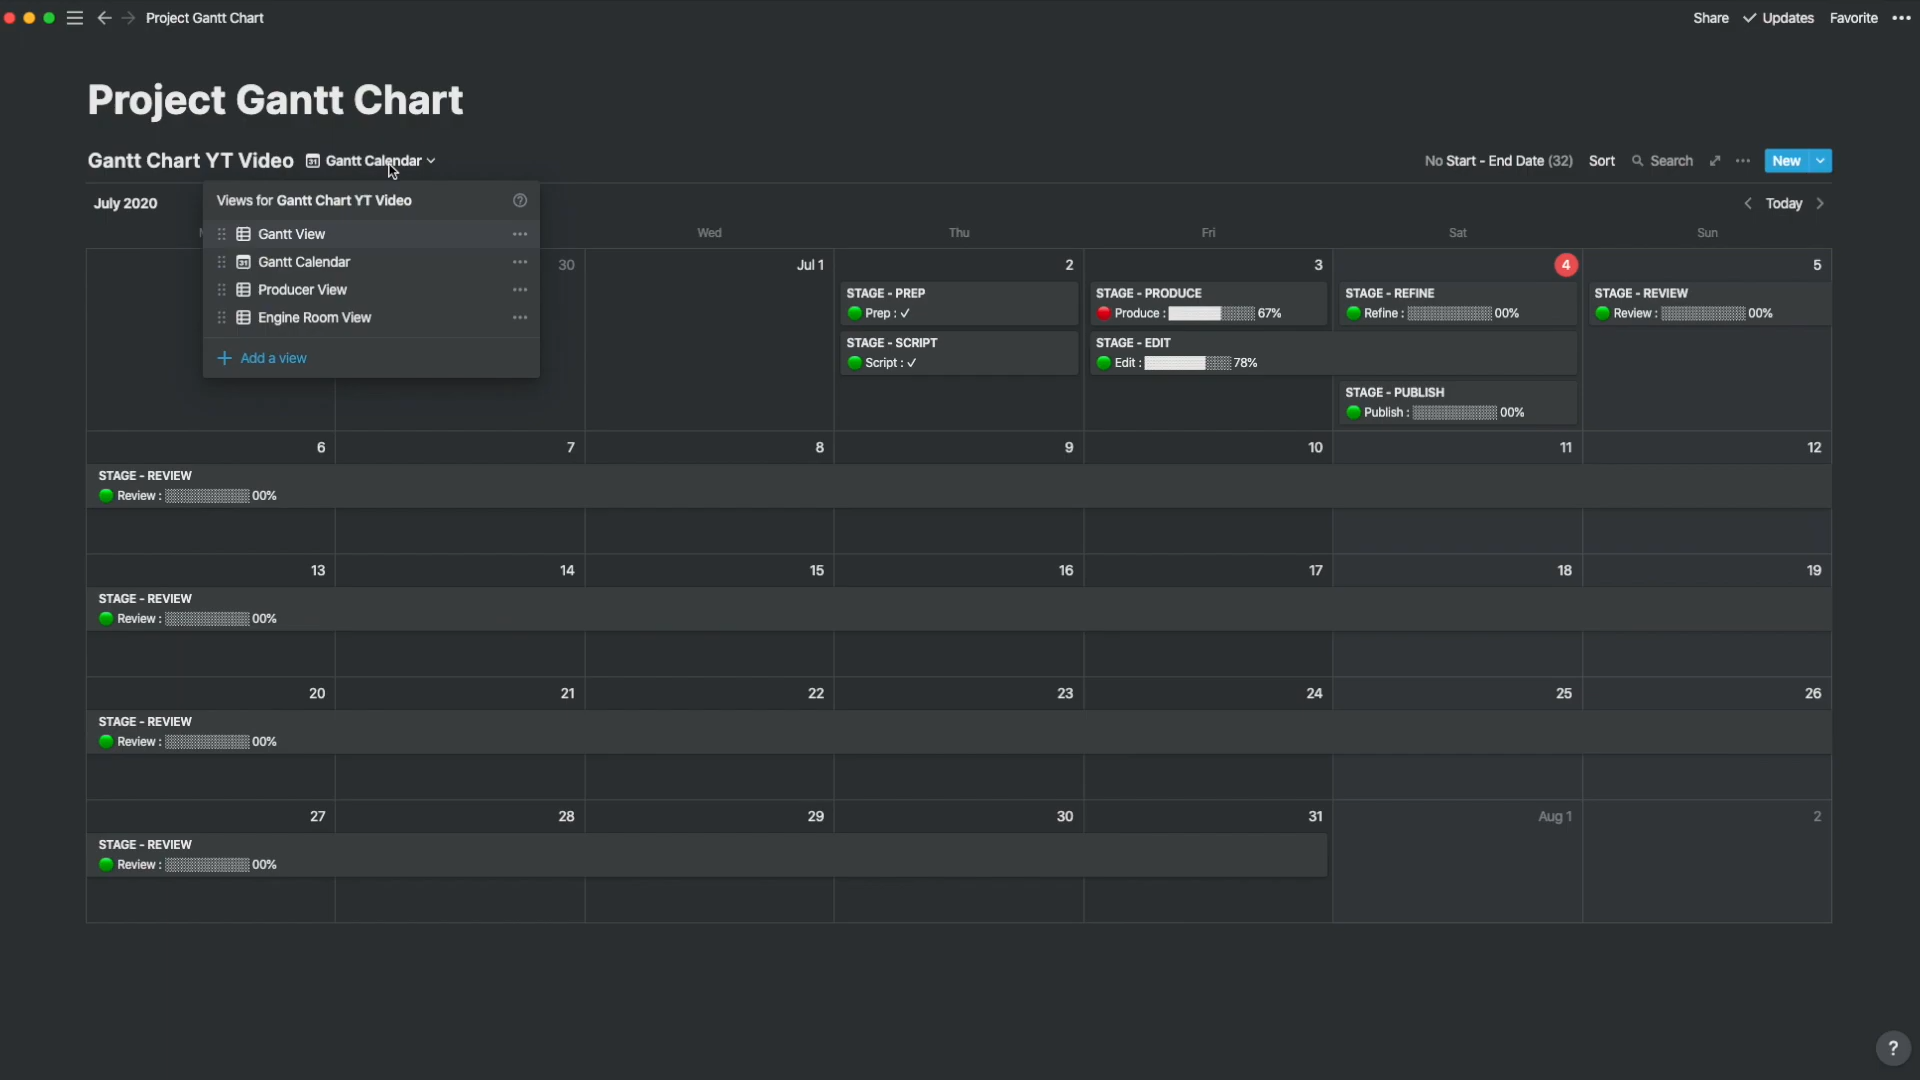 Project Gantt Chart
Share ✓ Updates Favorite •••
Project Gantt Chart
Gantt Chart YT Video Gantt Calendar
No Start - End Date (32) Sort Search ••• New
Views for Gantt Chart YT Video ?
Gantt View •••
Gantt Calendar •••
Producer View •••
Engine Room View •••
+ Add a view
July 2020
< Today >
Wed Thu Fri Sat Sun
30 Jul 1 2 3 4 5
STAGE - PREP
Prep : ✓
STAGE - SCRIPT
Script : ✓
STAGE - PRODUCE
Produce : ██████░░░░ 67%
STAGE - EDIT
Edit : ███████░░░ 78%
STAGE - REFINE
Refine : ░░░░░░░░░░ 00%
STAGE - PUBLISH
Publish : ░░░░░░░░░░ 00%
STAGE - REVIEW
Review : ░░░░░░░░░░ 00%
6 7 8 9 10 11 12
STAGE - REVIEW
Review : ░░░░░░░░░░ 00%
13 14 15 16 17 18 19
STAGE - REVIEW
Review : ░░░░░░░░░░ 00%
20 21 22 23 24 25 26
STAGE - REVIEW
Review : ░░░░░░░░░░ 00%
27 28 29 30 31 Aug 1 2
STAGE - REVIEW
Review : ░░░░░░░░░░ 00%
?